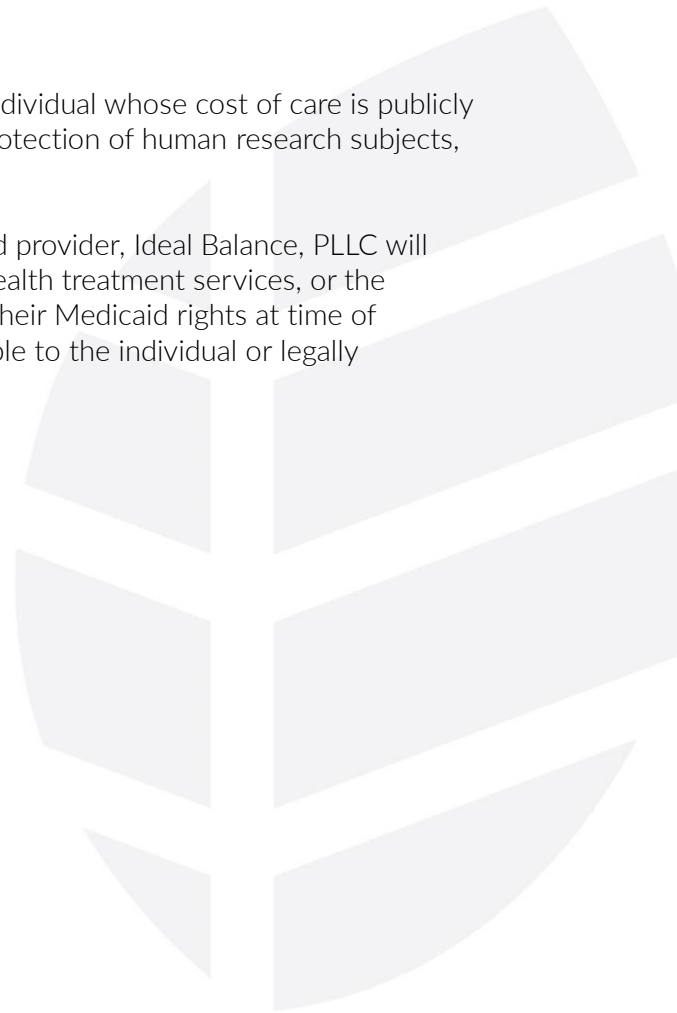 dividual whose cost of care is publicly
otection of human research subjects,
d provider, Ideal Balance, PLLC will
ealth treatment services, or the
heir Medicaid rights at time of
ble to the individual or legally